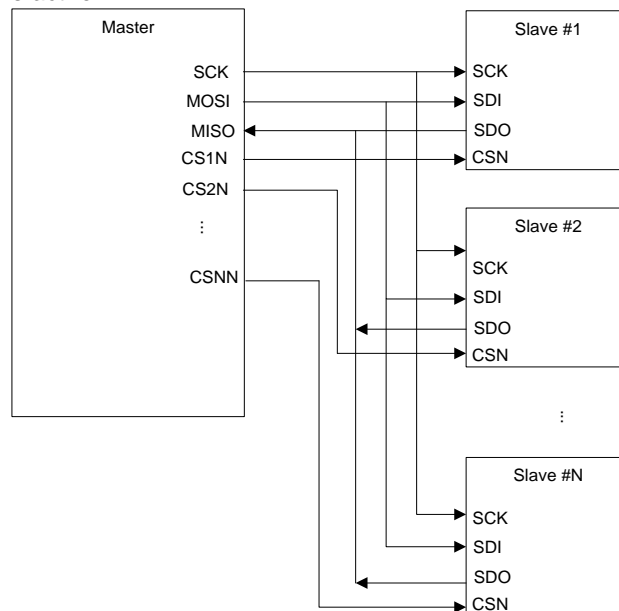 Master
SCK
MOSI
MISO
CS1N
CS2N
...
CSNN
Slave #1
SCK
SDI
SDO
CSN
Slave #2
SCK
SDI
SDO
CSN
...
Slave #N
SCK
SDI
SDO
CSN